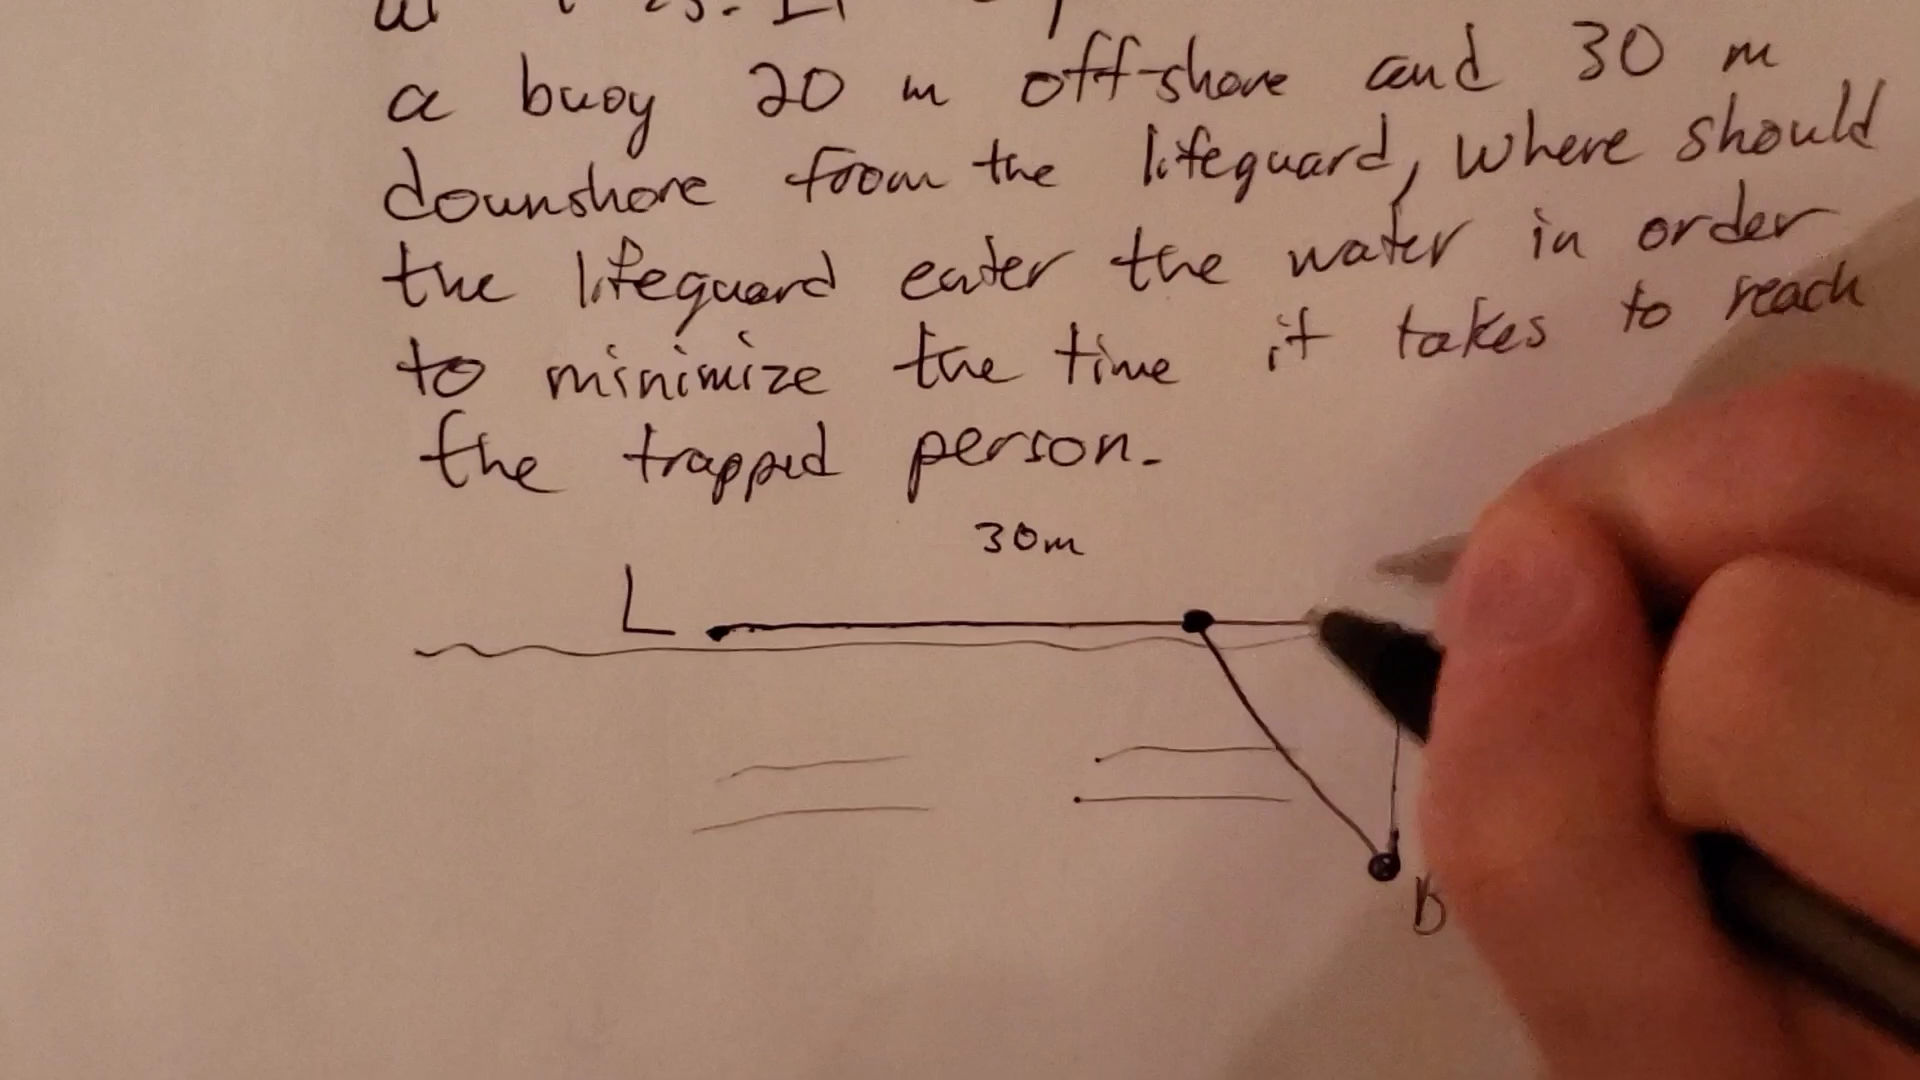 a buoy 20 m off-shore and 30 m
downshore from the lifeguard, where should
the lifeguard enter the water in order
to minimize the time it takes to reach
the trapped person.
30m
L
B